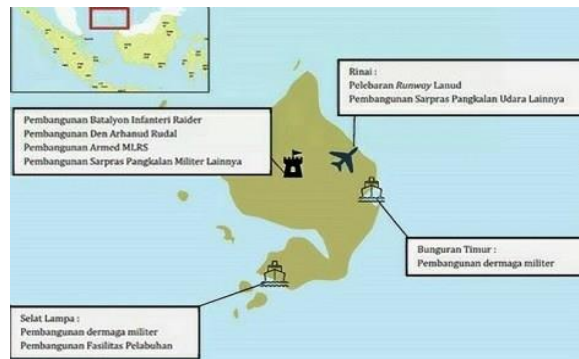 Rinai :
Pelebaran Runway Lanud
Pembangunan Sarpras Pangkalan Udara Lainnya
Pembangunan Batalyon Infanteri Raider
Pembangunan Den Arhanud Rudal
Pembangunan Armed MLRS
Pembangunan Sarpras Pangkalan Militer Lainnya
Bunguran Timur :
Pembangunan dermaga militer
Selat Lampa :
Pembangunan dermaga militer
Pembangunan Fasilitas Pelabuhan